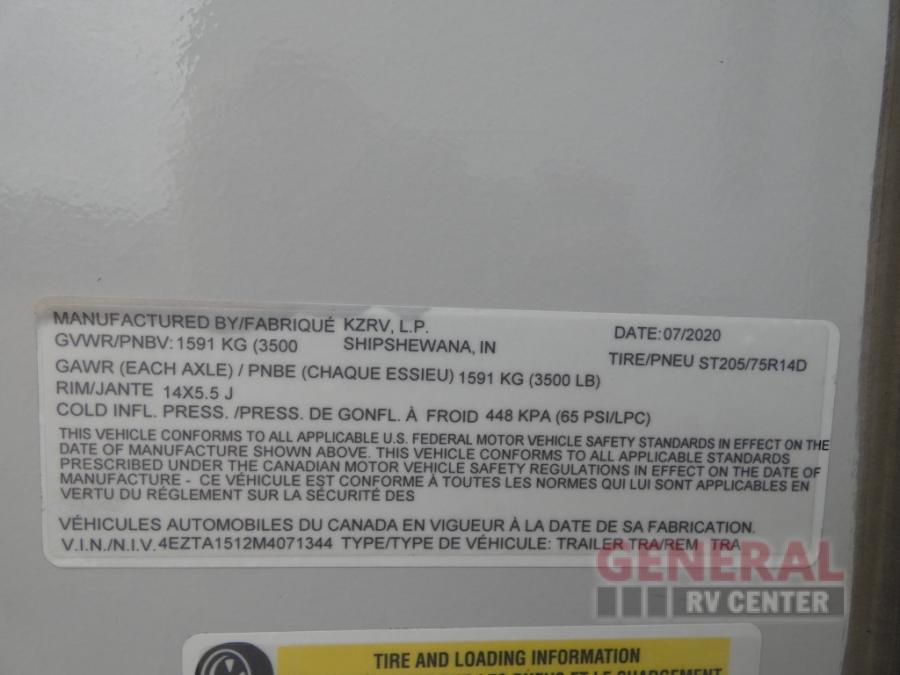 MANUFACTURED BY/FABRIQUÉ KZRV, L.P. DATE:07/2020
GVWR/PNBV: 1591 KG (3500 SHIPSHEWANA, IN TIRE/PNEU ST205/75R14D
GAWR (EACH AXLE) / PNBE (CHAQUE ESSIEU) 1591 KG (3500 LB)
RIM/JANTE 14X5.5 J
COLD INFL. PRESS. /PRESS. DE GONFL. À FROID 448 KPA (65 PSI/LPC)
THIS VEHICLE CONFORMS TO ALL APPLICABLE U.S. FEDERAL MOTOR VEHICLE SAFETY STANDARDS IN EFFECT ON THE
DATE OF MANUFACTURE SHOWN ABOVE. THIS VEHICLE CONFORMS TO ALL APPLICABLE STANDARDS
PRESCRIBED UNDER THE CANADIAN MOTOR VEHICLE SAFETY REGULATIONS IN EFFECT ON THE DATE OF
MANUFACTURE - CE VÉHICULE EST CONFORME À TOUTES LES NORMES QUI LUI SONT APPLICABLES EN
VERTU DU RÉGLEMENT SUR LA SÉCURITÉ DES
VÉHICULES AUTOMOBILES DU CANADA EN VIGUEUR À LA DATE DE SA FABRICATION.
V.I.N./N.I.V. 4EZTA1512M4071344 TYPE/TYPE DE VÉHICULE: TRAILER TRA/REM TRA
GENERAL
RV CENTER
TIRE AND LOADING INFORMATION
LES PNEUS ET LE CHARGEMENT